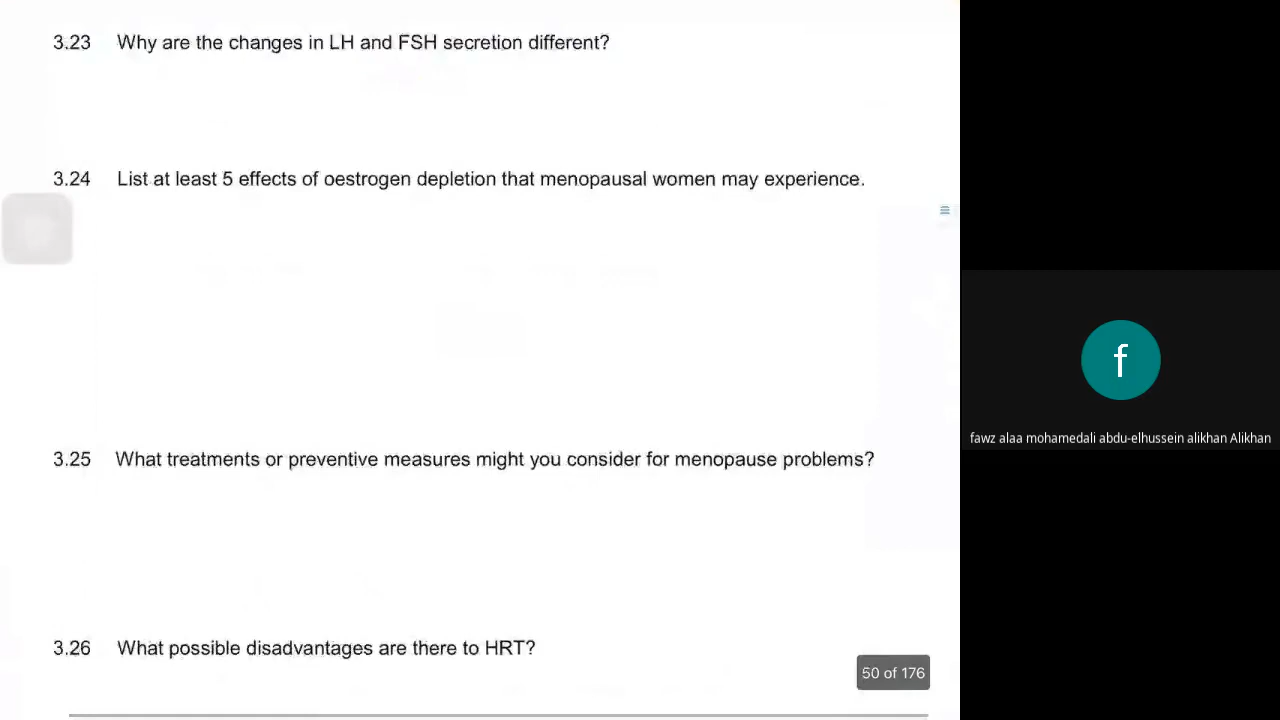 3.23 Why are the changes in LH and FSH secretion different?
3.24 List at least 5 effects of oestrogen depletion that menopausal women may experience.
3.25 What treatments or preventive measures might you consider for menopause problems?
3.26 What possible disadvantages are there to HRT?
50 of 176
f
fawz alaa mohamedali abdu-elhussein alikhan Alikhan